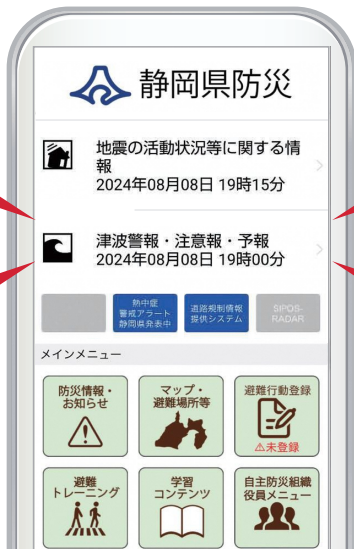 静岡県防災
地震の活動状況等に関する情
報
2024年08月08日 19時15分
津波警報・注意報・予報
2024年08月08日 19時00分
熱中症
警戒アラート
静岡県発表中
道路規制情報
提供システム
SIPOS-
RADAR
メインメニュー
防災情報・
お知らせ
マップ・
避難場所等
避難行動登録
⚠未登録
避難
トレーニング
学習
コンテンツ
自主防災組織
役員メニュー